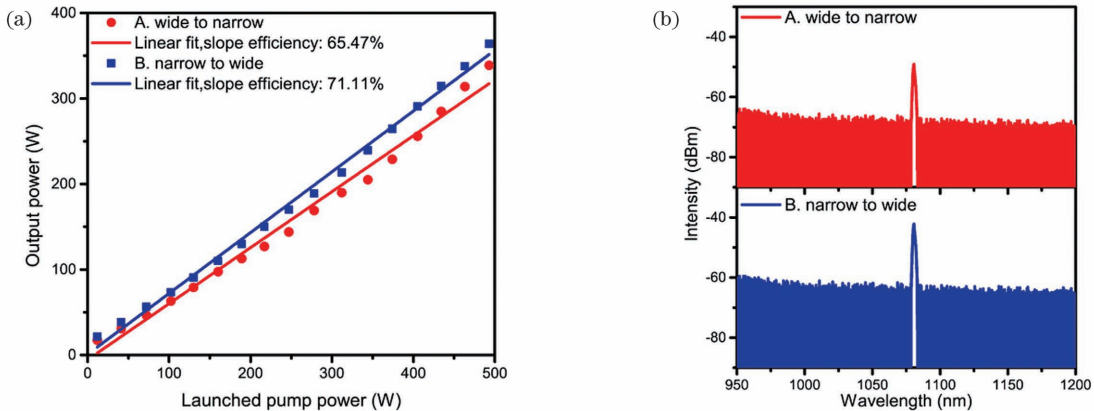 (a)
A. wide to narrow
Linear fit,slope efficiency: 65.47%
B. narrow to wide
Linear fit,slope efficiency: 71.11%
400
300
200
100
0
Output power (W)
0 100 200 300 400 500
Launched pump power (W)
(b)
A. wide to narrow
-40
-60
-80
B. narrow to wide
-40
-60
-80
Intensity (dBm)
950 1000 1050 1100 1150 1200
Wavelength (nm)